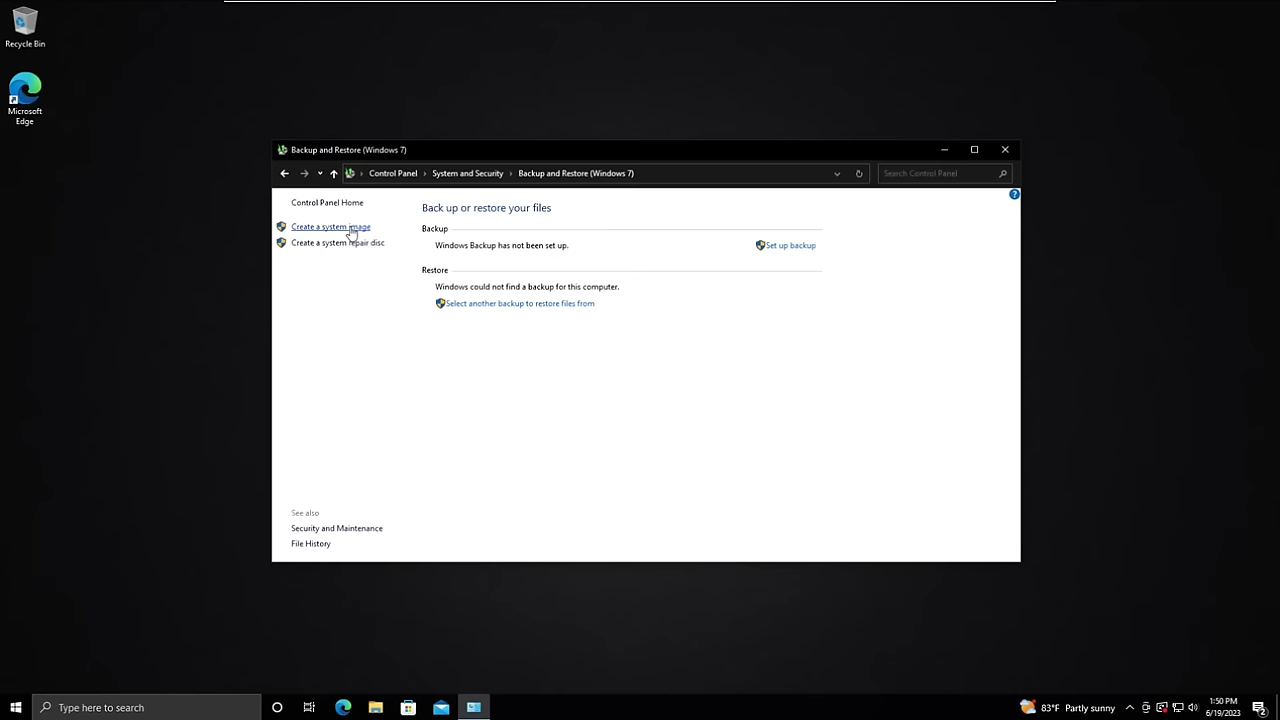 Recycle Bin
Microsoft
Edge
Backup and Restore (Windows 7)
Control Panel > System and Security > Backup and Restore (Windows 7)
Search Control Panel
Control Panel Home
Create a system image
Create a system repair disc
Back up or restore your files
Backup
Windows Backup has not been set up.
Set up backup
Restore
Windows could not find a backup for this computer.
Select another backup to restore files from
See also
Security and Maintenance
File History
Type here to search
83°F Partly sunny
1:50 PM
6/19/2023
2